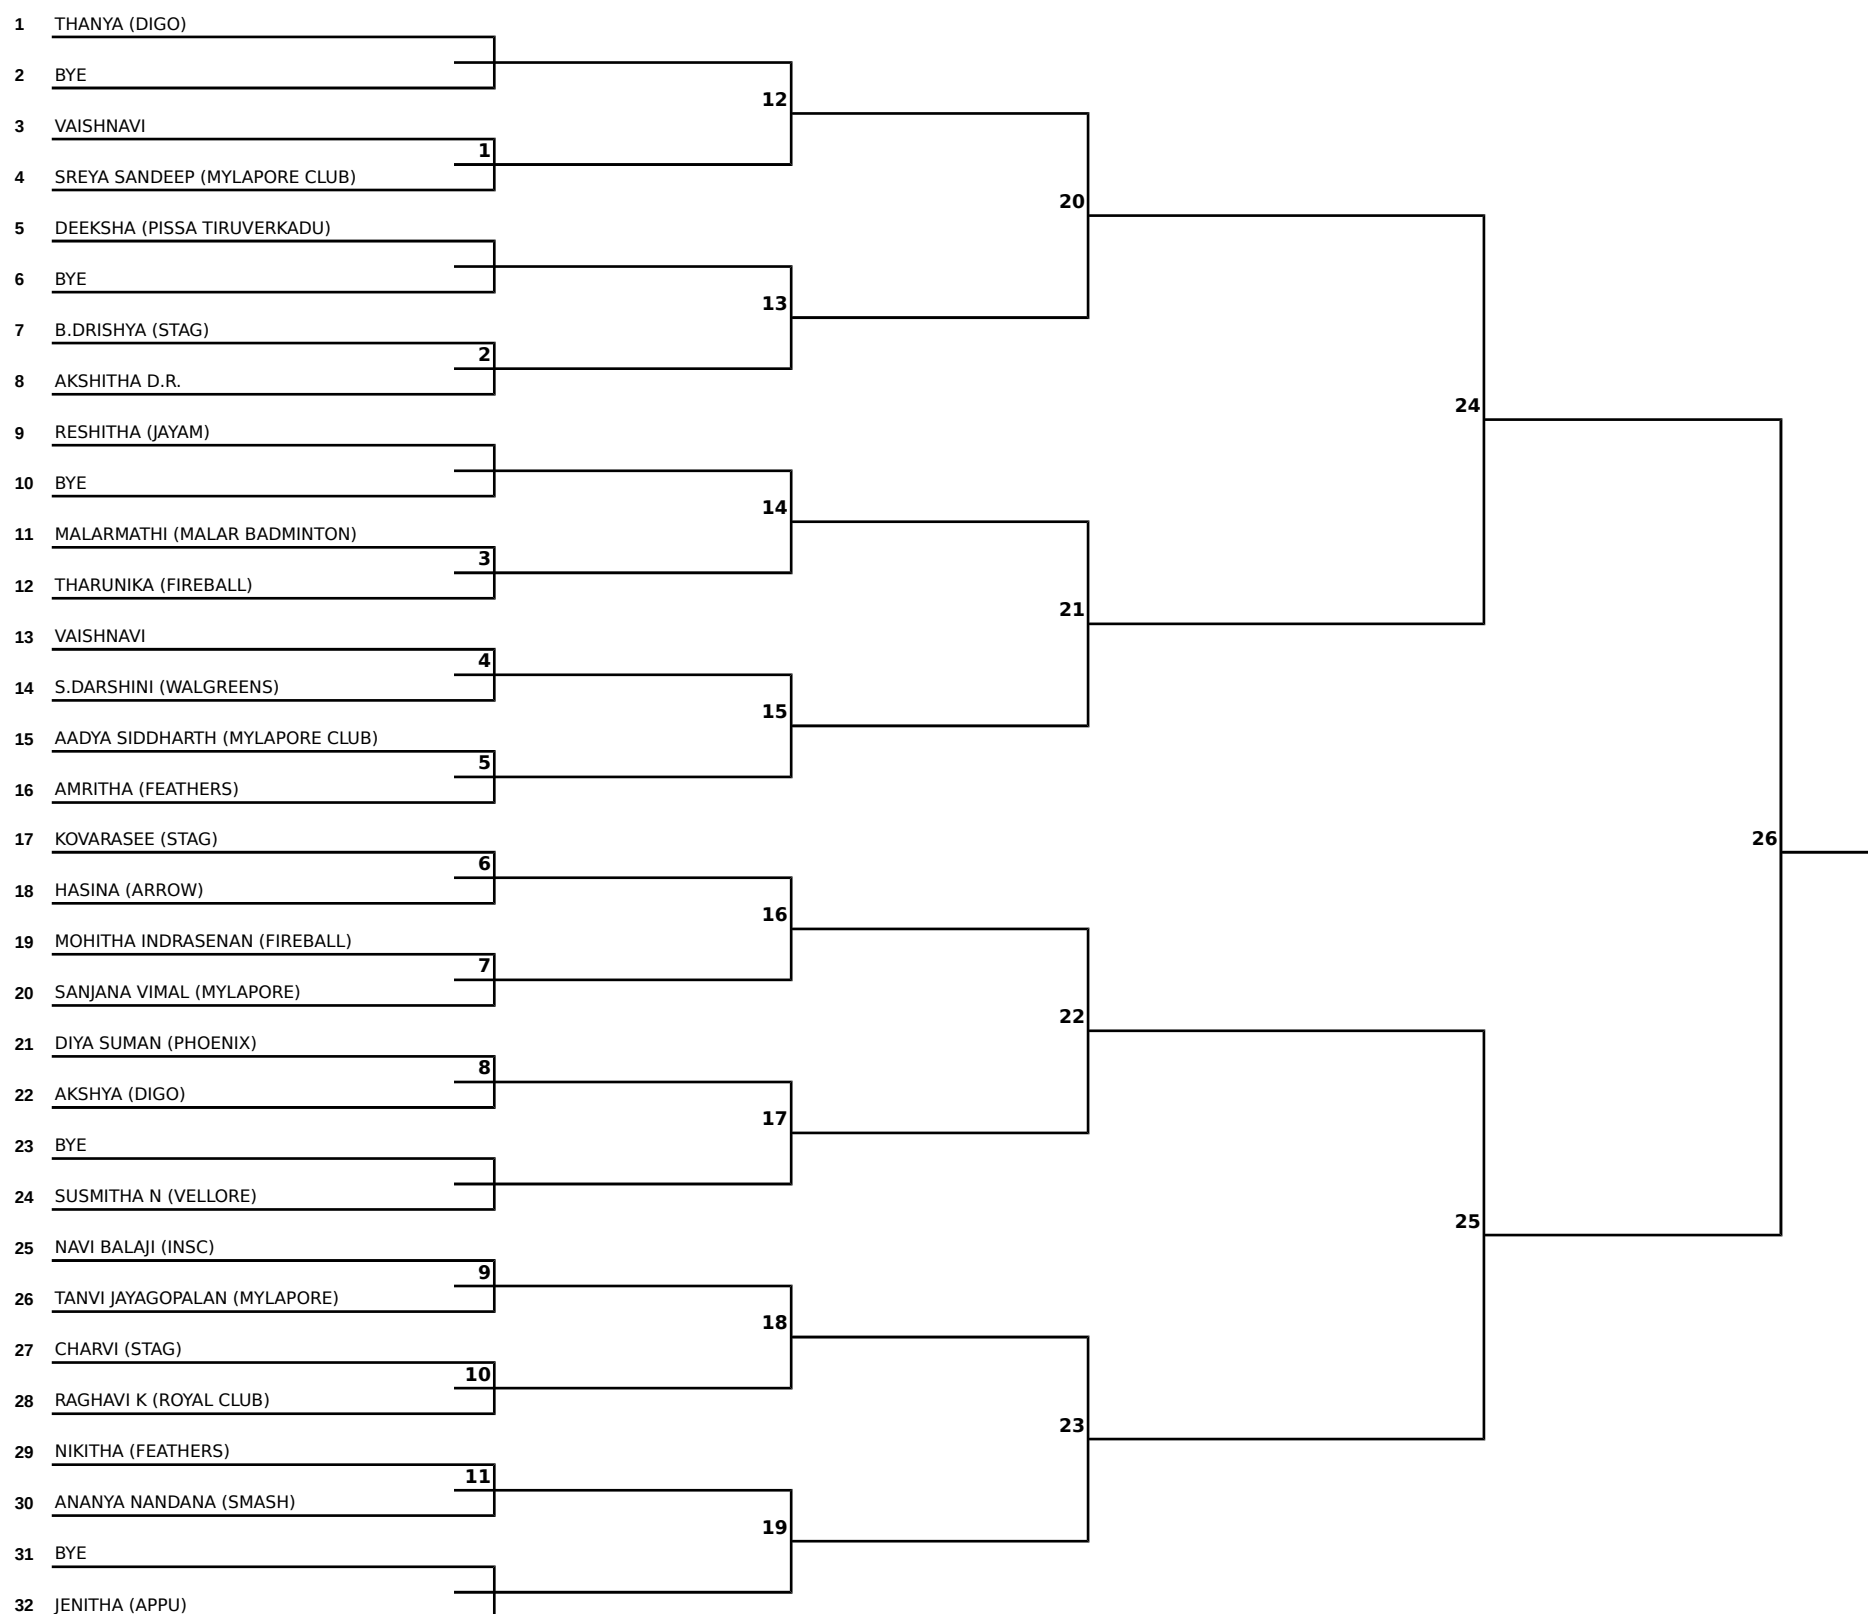 1 THANYA (DIGO)
2 BYE
12
3 VAISHNAVI
1
4 SREYA SANDEEP (MYLAPORE CLUB)
20
5 DEEKSHA (PISSA TIRUVERKADU)
6 BYE
13
7 B.DRISHYA (STAG)
2
8 AKSHITHA D.R.
24
9 RESHITHA (JAYAM)
10 BYE
14
11 MALARMATHI (MALAR BADMINTON)
3
12 THARUNIKA (FIREBALL)
21
13 VAISHNAVI
4
14 S.DARSHINI (WALGREENS)
15
15 AADYA SIDDHARTH (MYLAPORE CLUB)
5
16 AMRITHA (FEATHERS)
17 KOVARASEE (STAG)
26
6
18 HASINA (ARROW)
16
19 MOHITHA INDRASENAN (FIREBALL)
7
20 SANJANA VIMAL (MYLAPORE)
22
21 DIYA SUMAN (PHOENIX)
8
22 AKSHYA (DIGO)
17
23 BYE
24 SUSMITHA N (VELLORE)
25
25 NAVI BALAJI (INSC)
9
26 TANVI JAYAGOPALAN (MYLAPORE)
18
27 CHARVI (STAG)
10
28 RAGHAVI K (ROYAL CLUB)
23
29 NIKITHA (FEATHERS)
11
30 ANANYA NANDANA (SMASH)
19
31 BYE
32 JENITHA (APPU)